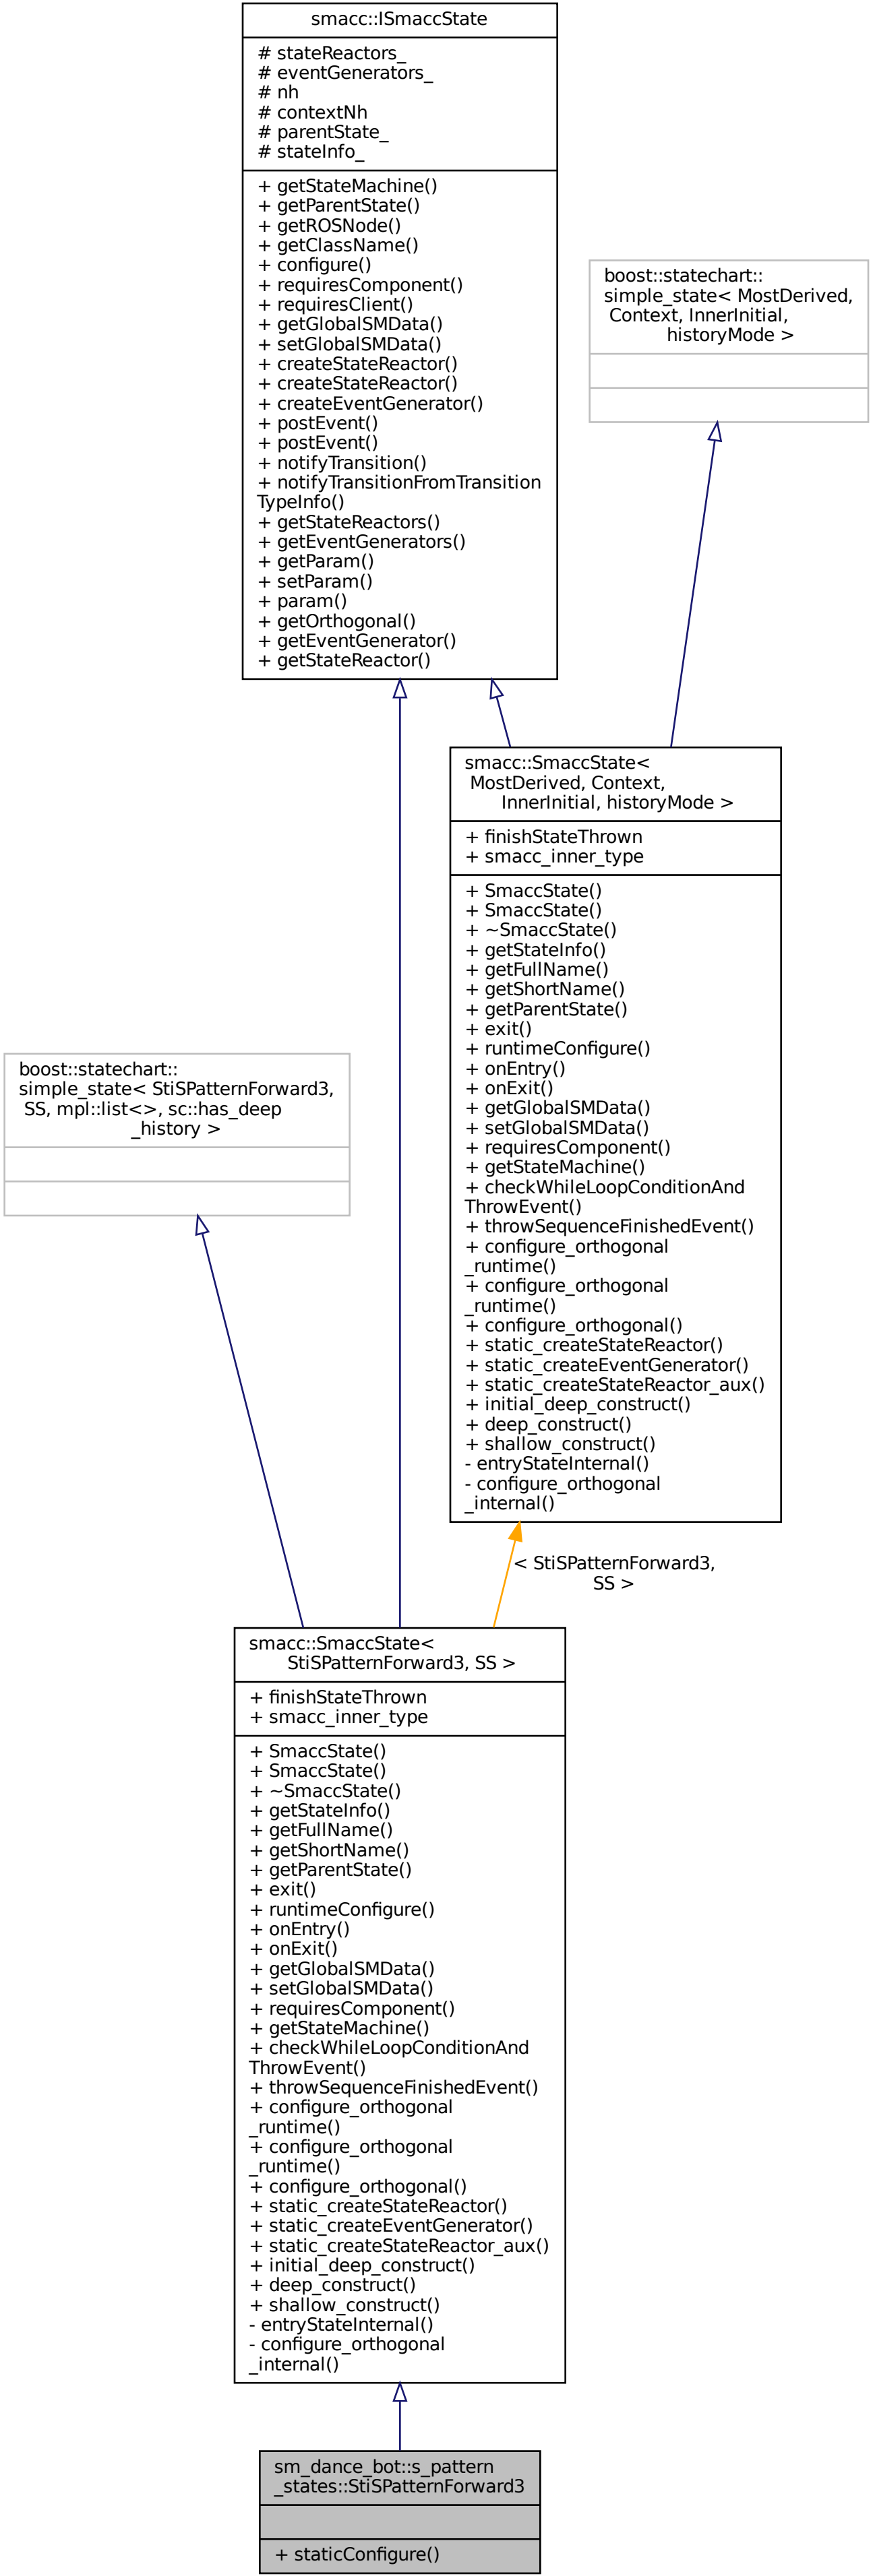 smacc::ISmaccState
# stateReactors_
# eventGenerators_
# nh
# contextNh
# parentState_
# stateInfo_
+ getStateMachine()
+ getParentState()
+ getROSNode()
+ getClassName()
+ configure()
+ requiresComponent()
+ requiresClient()
+ getGlobalSMData()
+ setGlobalSMData()
+ createStateReactor()
+ createStateReactor()
+ createEventGenerator()
+ postEvent()
+ postEvent()
+ notifyTransition()
+ notifyTransitionFromTransition
TypeInfo()
+ getStateReactors()
+ getEventGenerators()
+ getParam()
+ setParam()
+ param()
+ getOrthogonal()
+ getEventGenerator()
+ getStateReactor()
boost::statechart::
simple_state< MostDerived,
Context, InnerInitial,
historyMode >
smacc::SmaccState<
MostDerived, Context,
InnerInitial, historyMode >
+ finishStateThrown
+ smacc_inner_type
+ SmaccState()
+ SmaccState()
+ ~SmaccState()
+ getStateInfo()
+ getFullName()
+ getShortName()
+ getParentState()
+ exit()
+ runtimeConfigure()
+ onEntry()
+ onExit()
+ getGlobalSMData()
+ setGlobalSMData()
+ requiresComponent()
+ getStateMachine()
+ checkWhileLoopConditionAnd
ThrowEvent()
+ throwSequenceFinishedEvent()
+ configure_orthogonal
_runtime()
+ configure_orthogonal
_runtime()
+ configure_orthogonal()
+ static_createStateReactor()
+ static_createEventGenerator()
+ static_createStateReactor_aux()
+ initial_deep_construct()
+ deep_construct()
+ shallow_construct()
- entryStateInternal()
- configure_orthogonal
_internal()
boost::statechart::
simple_state< StiSPatternForward3,
SS, mpl::list<>, sc::has_deep
_history >
< StiSPatternForward3,
SS >
smacc::SmaccState<
StiSPatternForward3, SS >
+ finishStateThrown
+ smacc_inner_type
+ SmaccState()
+ SmaccState()
+ ~SmaccState()
+ getStateInfo()
+ getFullName()
+ getShortName()
+ getParentState()
+ exit()
+ runtimeConfigure()
+ onEntry()
+ onExit()
+ getGlobalSMData()
+ setGlobalSMData()
+ requiresComponent()
+ getStateMachine()
+ checkWhileLoopConditionAnd
ThrowEvent()
+ throwSequenceFinishedEvent()
+ configure_orthogonal
_runtime()
+ configure_orthogonal
_runtime()
+ configure_orthogonal()
+ static_createStateReactor()
+ static_createEventGenerator()
+ static_createStateReactor_aux()
+ initial_deep_construct()
+ deep_construct()
+ shallow_construct()
- entryStateInternal()
- configure_orthogonal
_internal()
sm_dance_bot::s_pattern
_states::StiSPatternForward3
+ staticConfigure()